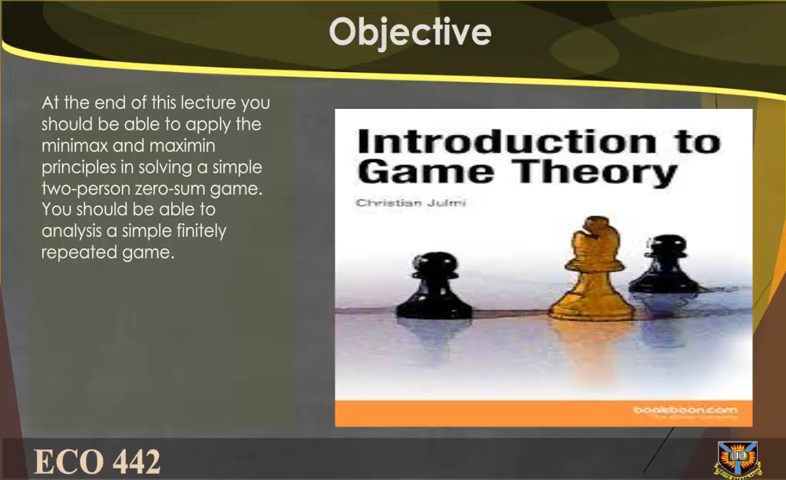 Objective
At the end of this lecture you
should be able to apply the
minimax and maximin
principles in solving a simple
two-person zero-sum game.
You should be able to
analysis a simple finitely
repeated game.
Introduction to
Game Theory
Christian Julmi
bookboon.com
ECO 442